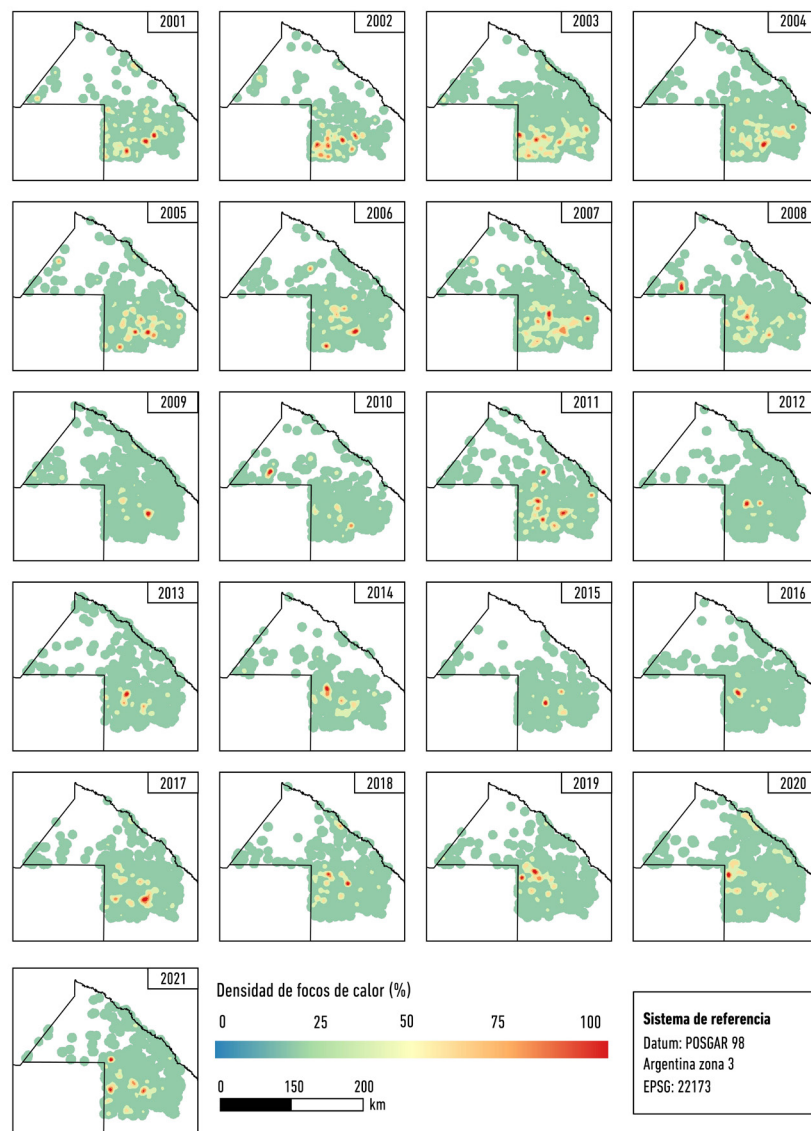 2001
2002
2003
2004
2005
2006
2007
2008
2009
2010
2011
2012
2013
2014
2015
2016
2017
2018
2019
2020
2021
Densidad de focos de calor (%)
0 25 50 75 100
0 150 200
km
Sistema de referencia
Datum: POSGAR 98
Argentina zona 3
EPSG: 22173